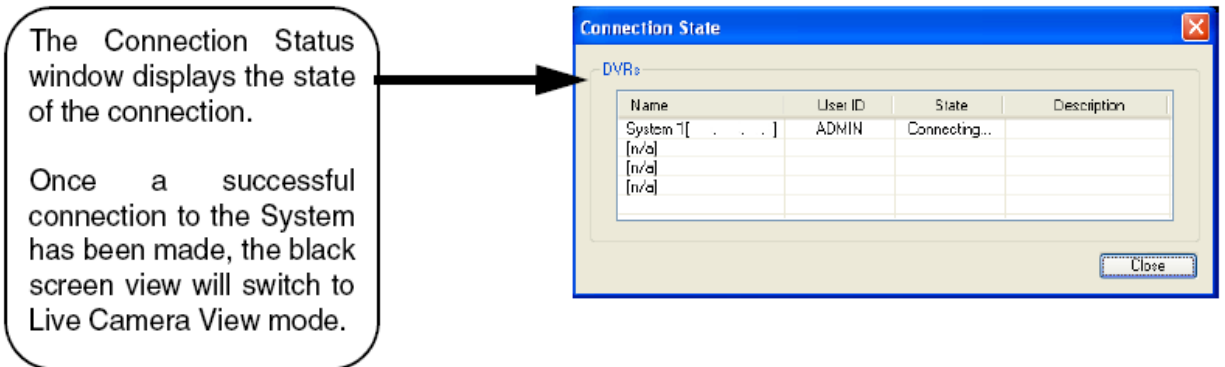 The Connection Status
window displays the state
of the connection.
Once a successful
connection to the System
has been made, the black
screen view will switch to
Live Camera View mode.
Connection State
DVRs
Name User ID State Description
System 1[ . . . ] ADMIN Connecting...
[n/a]
[n/a]
[n/a]
Close